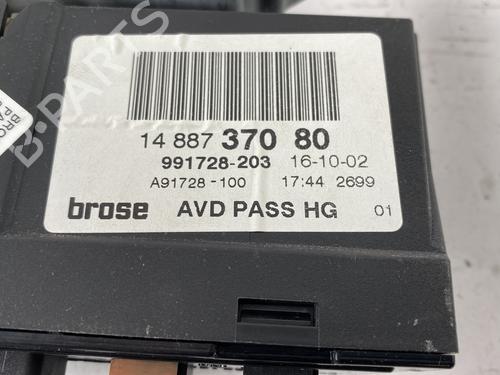 14 887 370 80
991728-203 16-10-02
A91728-100 17:44 2699
brose AVD PASS HG 01
B-PARTS